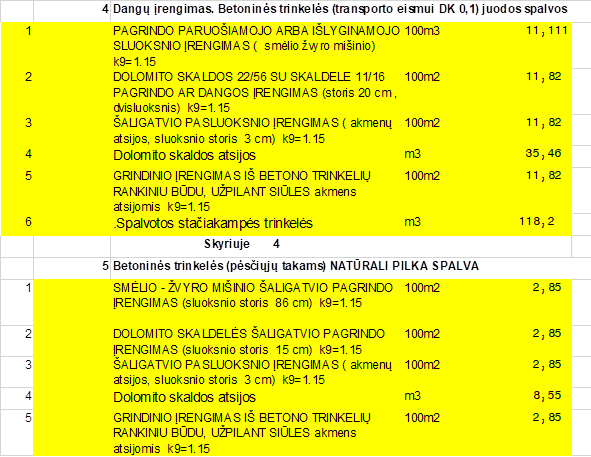 4 Dangų įrengimas. Betoninės trinkelės (transporto eismui DK 0,1) juodos spalvos
1 PAGRINDO PARUOŠIAMOJO ARBA IŠLYGINAMOJO 100m3 11,111
SLUOKSNIO ĮRENGIMAS ( smėlio žvyro mišinio)
k9=1.15
2 DOLOMITO SKALDOS 22/56 SU SKALDELE 11/16 100m2 11,82
PAGRINDO AR DANGOS ĮRENGIMAS (storis 20 cm ,
dvisluoksnis) k9=1.15
3 ŠALIGATVIO PASLUOKSNIO ĮRENGIMAS ( akmenų 100m2 11,82
atsijos, sluoksnio storis 3 cm) k9=1.15
4 Dolomito skaldos atsijos m3 35,46
5 GRINDINIO ĮRENGIMAS IŠ BETONO TRINKELIŲ 100m2 11,82
RANKINIU BŪDU, UŽPILANT SIŪLES akmens
atsijomis k9=1.15
6 .Spalvotos stačiakampės trinkelės m3 118,2
Skyriuje 4
5 Betoninės trinkelės (pėsčiųjų takams) NATŪRALI PILKA SPALVA
1 SMĖLIO - ŽVYRO MIŠINIO ŠALIGATVIO PAGRINDO 100m2 2,85
ĮRENGIMAS (sluoksnio storis 86 cm) k9=1.15
2 DOLOMITO SKALDELĖS ŠALIGATVIO PAGRINDO 100m2 2,85
ĮRENGIMAS (sluoksnio storis 15 cm) k9=1.15
3 ŠALIGATVIO PASLUOKSNIO ĮRENGIMAS ( akmenų 100m2 2,85
atsijos, sluoksnio storis 3 cm) k9=1.15
4 Dolomito skaldos atsijos m3 8,55
5 GRINDINIO ĮRENGIMAS IŠ BETONO TRINKELIŲ 100m2 2,85
RANKINIU BŪDU, UŽPILANT SIŪLES akmens
atsijomis k9=1.15